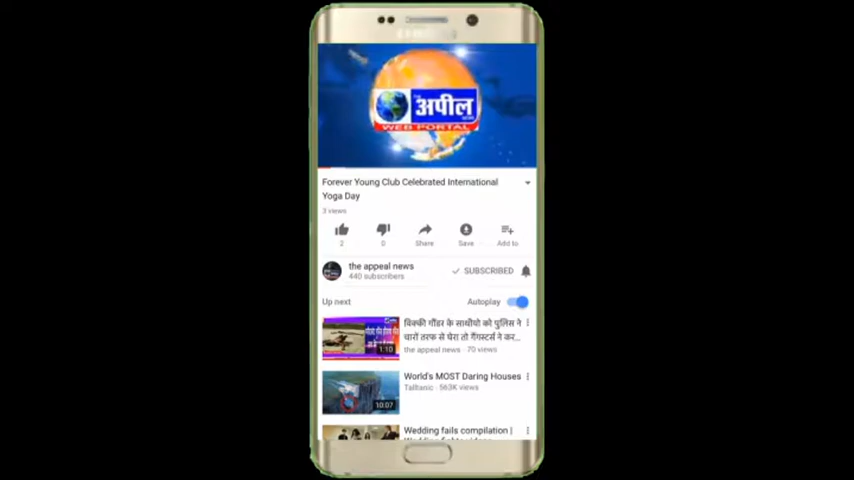 SAMSUNG
अपील
WEB PORTAL
Forever Young Club Celebrated International
Yoga Day
3 views
2
0
Share
Save
Add to
the appeal news
440 subscribers
SUBSCRIBED
Up next
Autoplay
विक्की गौंडर के साथीयो को पुलिस ने
चारों तरफ से घेरा तो गैंगस्टर्स ने कर...
the appeal news · 70 views
1:10
World's MOST Daring Houses
Talltanic · 563K views
10:07
Wedding fails compilation |